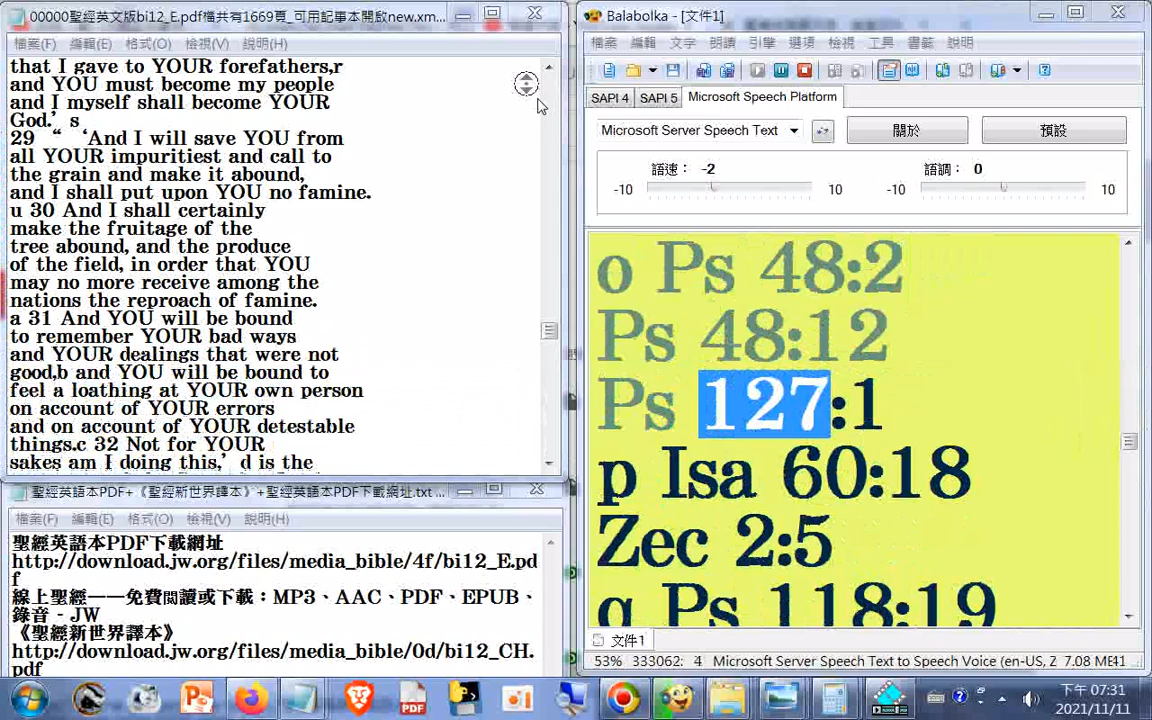 00000聖經英文版bi12_E.pdf檔共有1669頁_可用記事本開啟new.xm...
檔案(F) 編輯(E) 格式(O) 檢視(V) 說明(H)
that I gave to YOUR forefathers,r
and YOU must become my people
and I myself shall become YOUR
God.’ s
29 “ ‘And I will save YOU from
all YOUR impuritiest and call to
the grain and make it abound,
and I shall put upon YOU no famine.
u 30 And I shall certainly
make the fruitage of the
tree abound, and the produce
of the field, in order that YOU
may no more receive among the
nations the reproach of famine.
a 31 And YOU will be bound
to remember YOUR bad ways
and YOUR dealings that were not
good,b and YOU will be bound to
feel a loathing at YOUR own person
on account of YOUR errors
and on account of YOUR detestable
things.c 32 Not for YOUR
sakes am I doing this,’ d is the
聖經英語本PDF+《聖經新世界譯本》+聖經英語本PDF下載網址.txt ...
檔案(F) 編輯(E) 格式(O) 檢視(V) 說明(H)
聖經英語本PDF下載網址
http://download.jw.org/files/media_bible/4f/bi12_E.pd
f
線上聖經——免費閱讀或下載：MP3、AAC、PDF、EPUB、
錄音 - JW
《聖經新世界譯本》
http://download.jw.org/files/media_bible/0d/bi12_CH.
pdf
Balabolka - [文件1]
檔案 編輯 文字 朗讀 引擎 選項 檢視 工具 書籤 說明
SAPI 4 SAPI 5 Microsoft Speech Platform
Microsoft Server Speech Text 關於 預設
語速： -2 語調： 0
-10 10 -10 10
o Ps 48:2
Ps 48:12
Ps 127:1
p Isa 60:18
Zec 2:5
q Ps 118:19
文件1
53% 333062: 4 Microsoft Server Speech Text to Speech Voice (en-US, Z 7.08 ME41
下午 07:31
2021/11/11